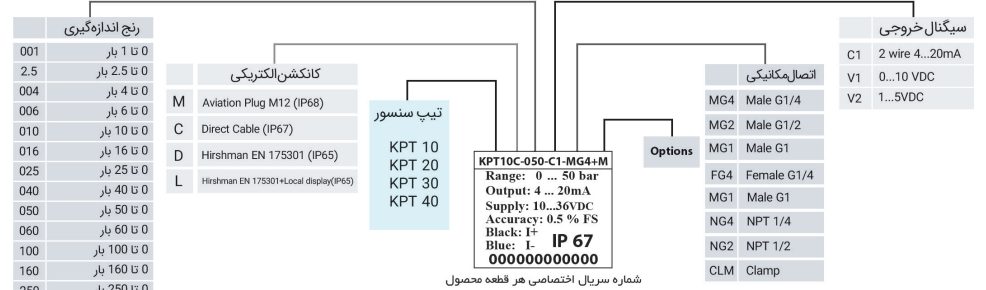 رنج اندازه‌گیری
001 0 تا 1 بار
2.5 0 تا 2.5 بار
004 0 تا 4 بار
006 0 تا 6 بار
010 0 تا 10 بار
016 0 تا 16 بار
025 0 تا 25 بار
040 0 تا 40 بار
050 0 تا 50 بار
060 0 تا 60 بار
100 0 تا 100 بار
160 0 تا 160 بار
250 0 تا 250 بار
کانکشن الکتریکی
M Aviation Plug M12 (IP68)
C Direct Cable (IP67)
D Hirshman EN 175301 (IP65)
L Hirshman EN 175301+Local display(IP65)
تیپ سنسور
KPT 10
KPT 20
KPT 30
KPT 40
KPT10C-050-C1-MG4+M
Range: 0 ... 50 bar
Output: 4 ... 20mA
Supply: 10...36VDC
Accuracy: 0.5 % FS
Black: I+
Blue: I- IP 67
000000000000
شماره سریال اختصاصی هر قطعه محصول
Options
اتصال مکانیکی
MG4 Male G1/4
MG2 Male G1/2
MG1 Male G1
FG4 Female G1/4
MG1 Male G1
NG4 NPT 1/4
NG2 NPT 1/2
CLM Clamp
سیگنال خروجی
C1 2 wire 4...20mA
V1 0...10 VDC
V2 1...5VDC